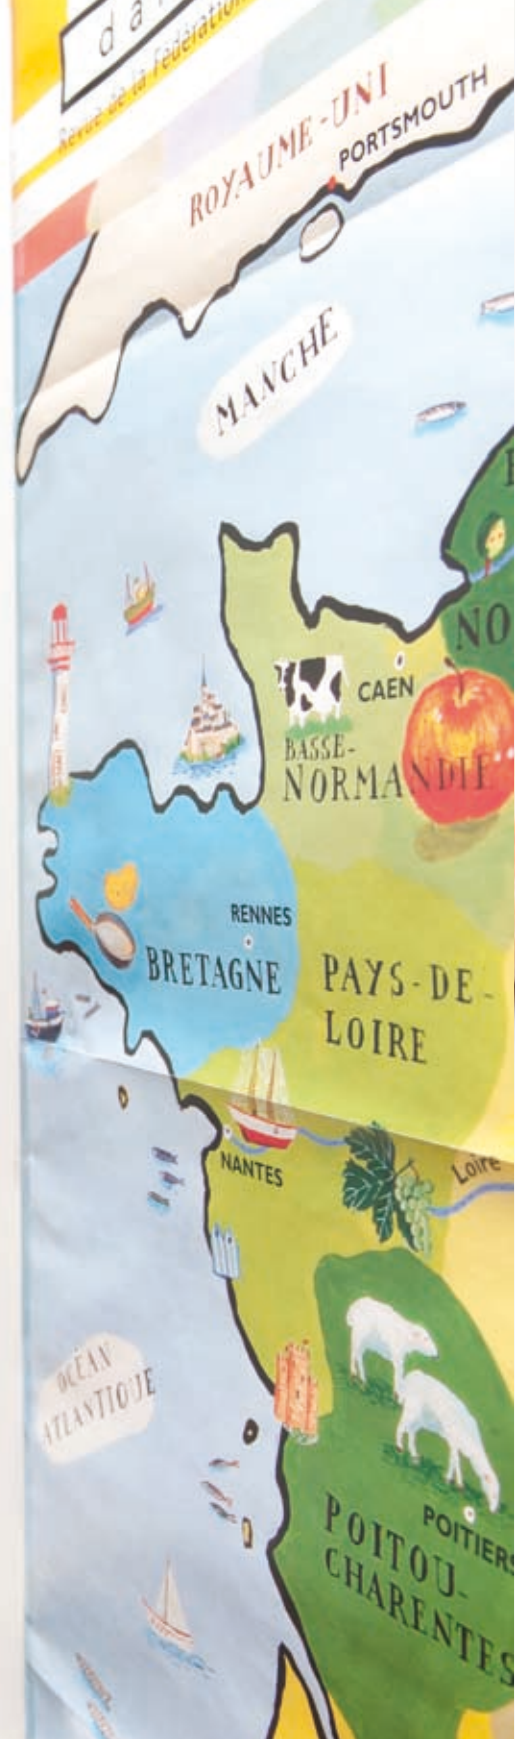 Revue de la Fédération
ROYAUME-UNI
PORTSMOUTH
MANCHE
NO
CAEN
BASSE-
NORMANDIE
RENNES
BRETAGNE
PAYS-DE-
LOIRE
NANTES
Loire
OCÉAN
ATLANTIQUE
POITIERS
POITOU-
CHARENTES